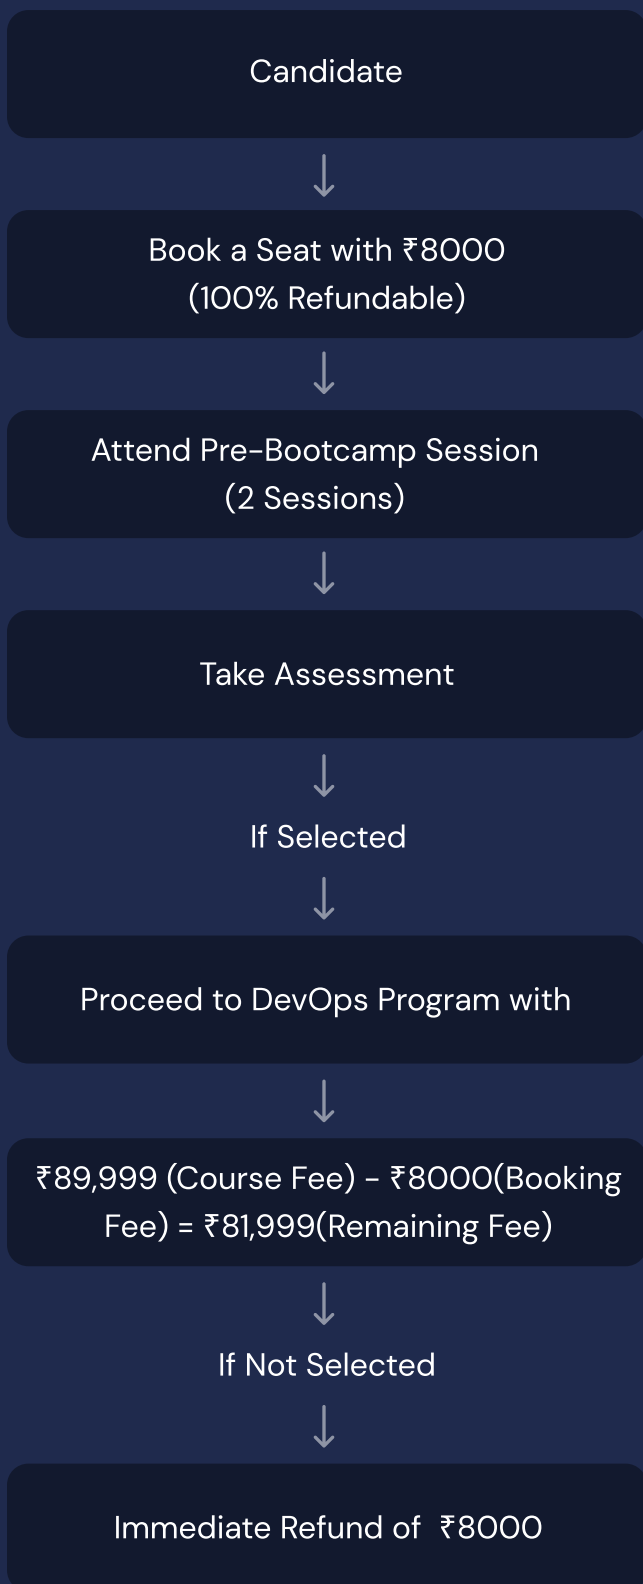 Candidate
Book a Seat with ₹8000
(100% Refundable)
Attend Pre-Bootcamp Session
(2 Sessions)
Take Assessment
If Selected
Proceed to DevOps Program with
₹89,999 (Course Fee) - ₹8000(Booking
Fee) = ₹81,999(Remaining Fee)
If Not Selected
Immediate Refund of ₹8000